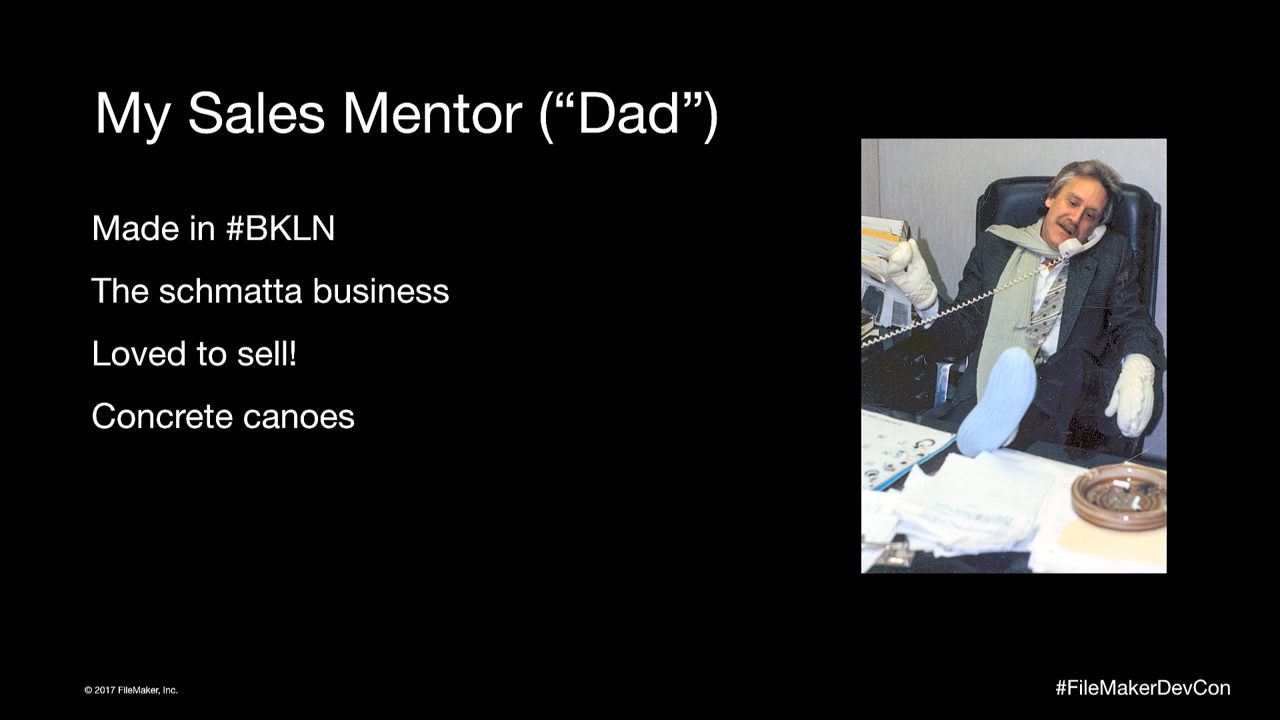 My Sales Mentor (“Dad”)
Made in #BKLN
The schmatta business
Loved to sell!
Concrete canoes
© 2017 FileMaker, Inc.
#FileMakerDevCon